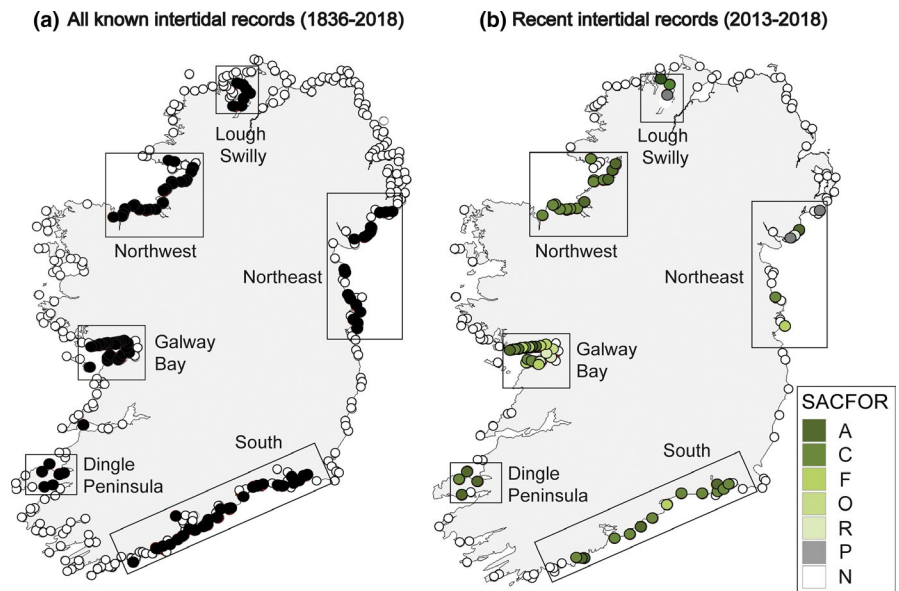 (a) All known intertidal records (1836-2018)
Lough
Swilly
Northwest
Northeast
Galway
Bay
South
Dingle
Peninsula
(b) Recent intertidal records (2013-2018)
Lough
Swilly
Northwest
Northeast
Galway
Bay
South
Dingle
Peninsula
SACFOR
A
C
F
O
R
P
N